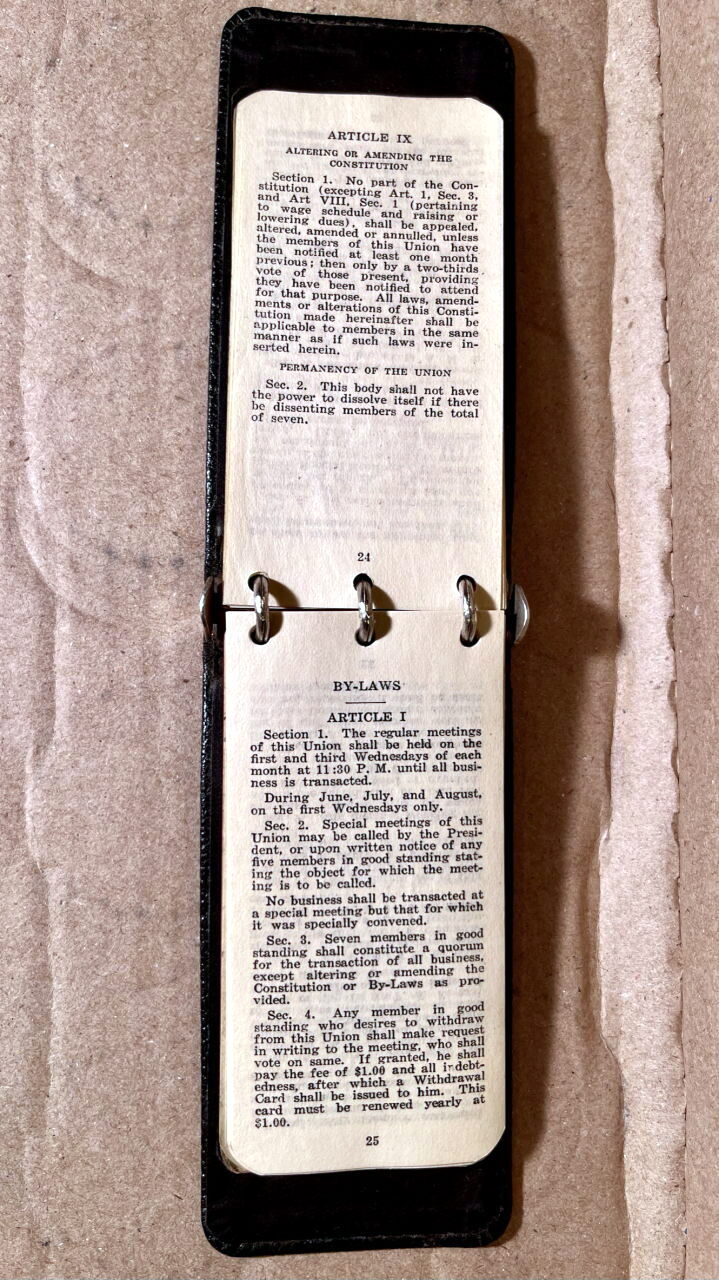 ARTICLE IX
ALTERING OR AMENDING THE
CONSTITUTION
Section 1. No part of the Con-
stitution (excepting Art. 1, Sec. 3,
and Art VIII, Sec. 1 (pertaining
to wage schedule and raising or
lowering dues), shall be appealed,
altered, amended or annulled, unless
the members of this Union have
been notified at least one month
previous; then only by a two-thirds
vote of those present, providing
they have been notified to attend
for that purpose. All laws, amend-
ments or alterations of this Consti-
tution made hereinafter shall be
applicable to members in the same
manner as if such laws were in-
serted herein.
PERMANENCY OF THE UNION
Sec. 2. This body shall not have
the power to dissolve itself if there
be dissenting members of the total
of seven.
24
BY-LAWS
ARTICLE I
Section 1. The regular meetings
of this Union shall be held on the
first and third Wednesdays of each
month at 11:30 P. M. until all busi-
ness is transacted.
During June, July, and August,
on the first Wednesdays only.
Sec. 2. Special meetings of this
Union may be called by the Presi-
dent, or upon written notice of any
five members in good standing stat-
ing the object for which the meet-
ing is to be called.
No business shall be transacted at
a special meeting but that for which
it was specially convened.
Sec. 3. Seven members in good
standing shall constitute a quorum
for the transaction of all business,
except altering or amending the
Constitution or By-Laws as pro-
vided.
Sec. 4. Any member in good
standing who desires to withdraw
from this Union shall make request
in writing to the meeting, who shall
vote on same. If granted, he shall
pay the fee of $1.00 and all indebt-
edness, after which a Withdrawal
Card shall be issued to him. This
card must be renewed yearly at
$1.00.
25